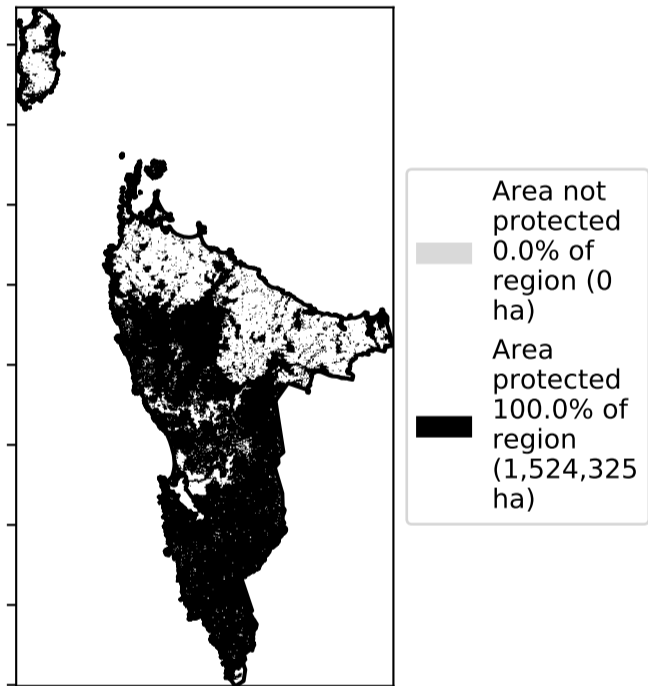 Area not
protected
0.0% of
region (0
ha)
Area
protected
100.0% of
region
(1,524,325
ha)